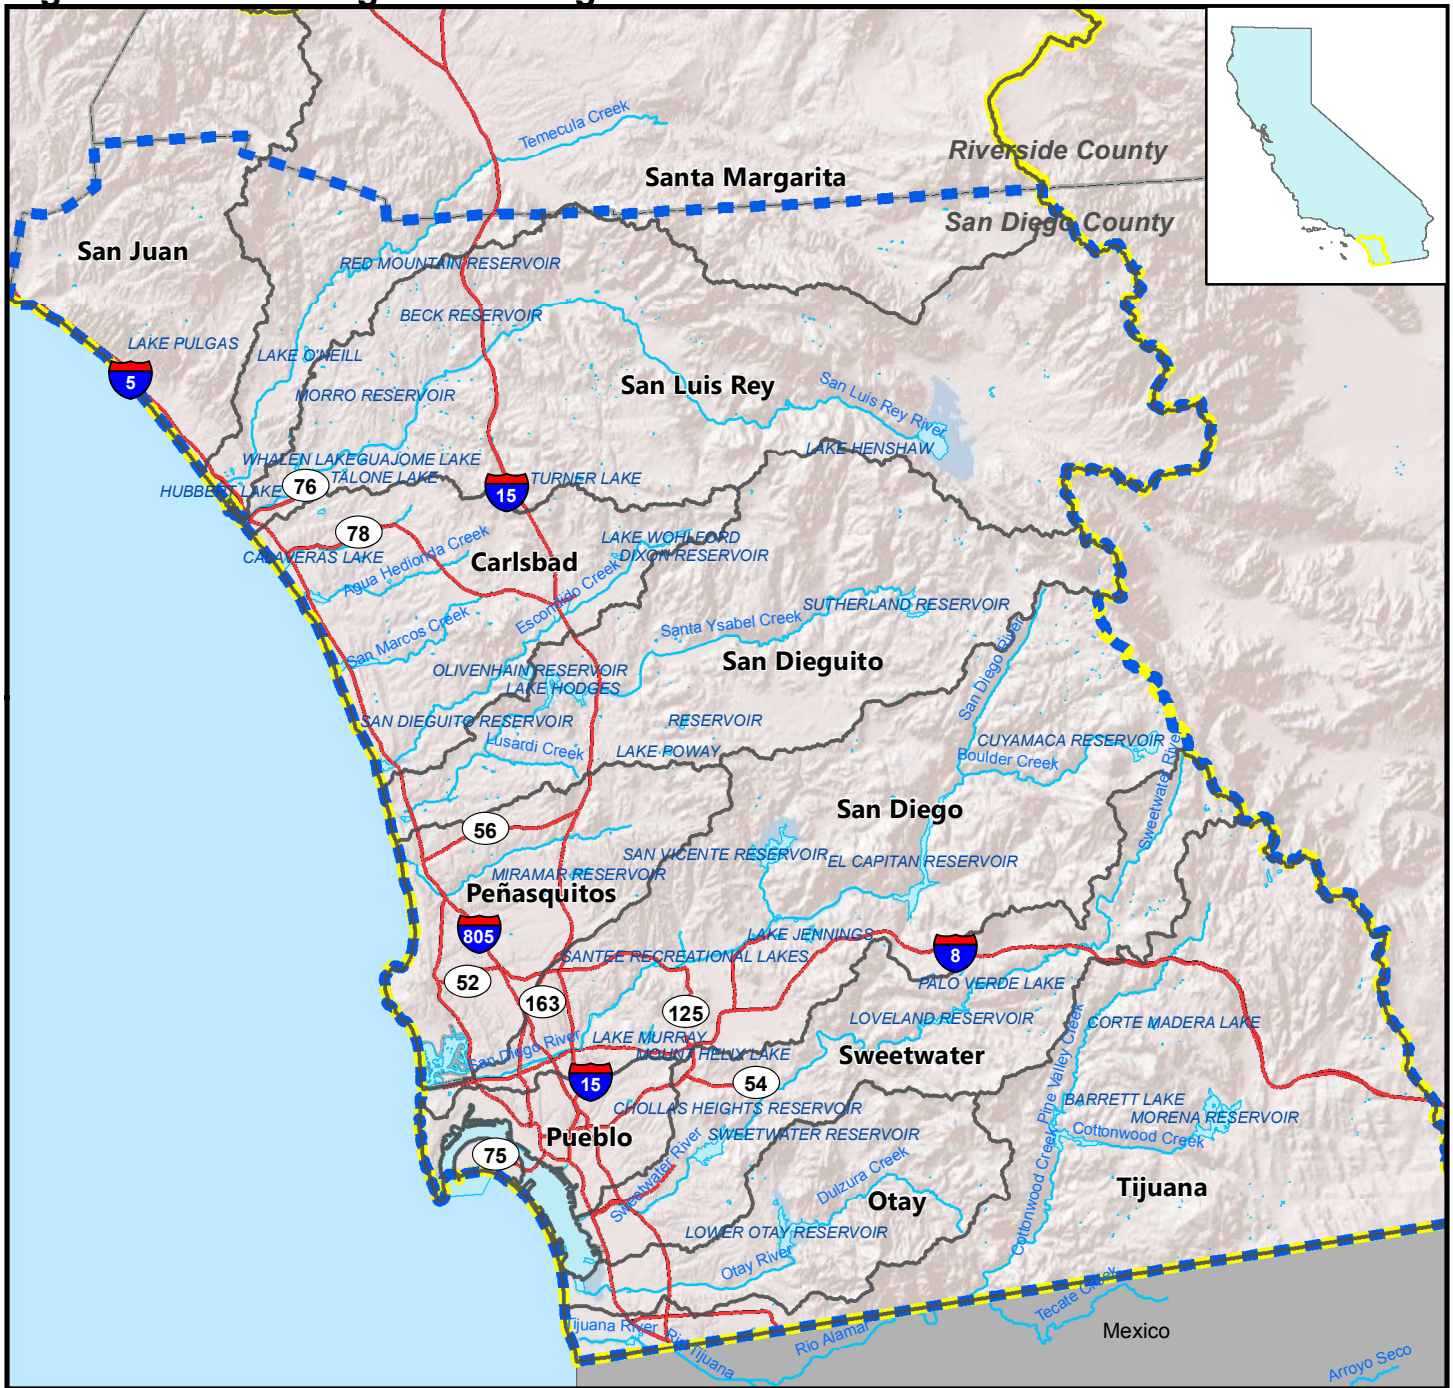 Temecula Creek
Riverside County
Santa Margarita
San Diego County
San Juan
RED MOUNTAIN RESERVOIR
BECK RESERVOIR
LAKE PULGAS
LAKE O'NEILL
5
San Luis Rey
San Luis Rey River
MORRO RESERVOIR
LAKE HENSHAW
WHALEN LAKE
GUAJOME LAKE
HUBBERT LAKE
76
TALONE LAKE
15
TURNER LAKE
78
LAKE WOHLFORD
CALAVERAS LAKE
Agua Hedionda Creek
Carlsbad
DIXON RESERVOIR
Escondido Creek
SUTHERLAND RESERVOIR
San Marcos Creek
Santa Ysabel Creek
San Dieguito
San Diego River
OLIVENHAIN RESERVOIR
LAKE HODGES
SAN DIEGUITO RESERVOIR
RESERVOIR
Lusardi Creek
LAKE POWAY
CUYAMACA RESERVOIR
Boulder Creek
Sweetwater River
San Diego
56
SAN VICENTE RESERVOIR
EL CAPITAN RESERVOIR
MIRAMAR RESERVOIR
Peñasquitos
805
LAKE JENNINGS
8
SANTEE RECREATIONAL LAKES
52
PALO VERDE LAKE
163
125
LOVELAND RESERVOIR
CORTE MADERA LAKE
San Diego River
LAKE MURRAY
MOUNT HELIX LAKE
Sweetwater
Pine Valley Creek
15
54
CHOLLAS HEIGHTS RESERVOIR
BARRETT LAKE
MORENA RESERVOIR
Pueblo
SWEETWATER RESERVOIR
Cottonwood Creek
75
Sweetwater River
Dulzura Creek
Otay
Tijuana
Cottonwood Creek
LOWER OTAY RESERVOIR
Otay River
Tecate Creek
Tijuana River
Rio Tijuana
Rio Alamar
Mexico
Arroyo Seco